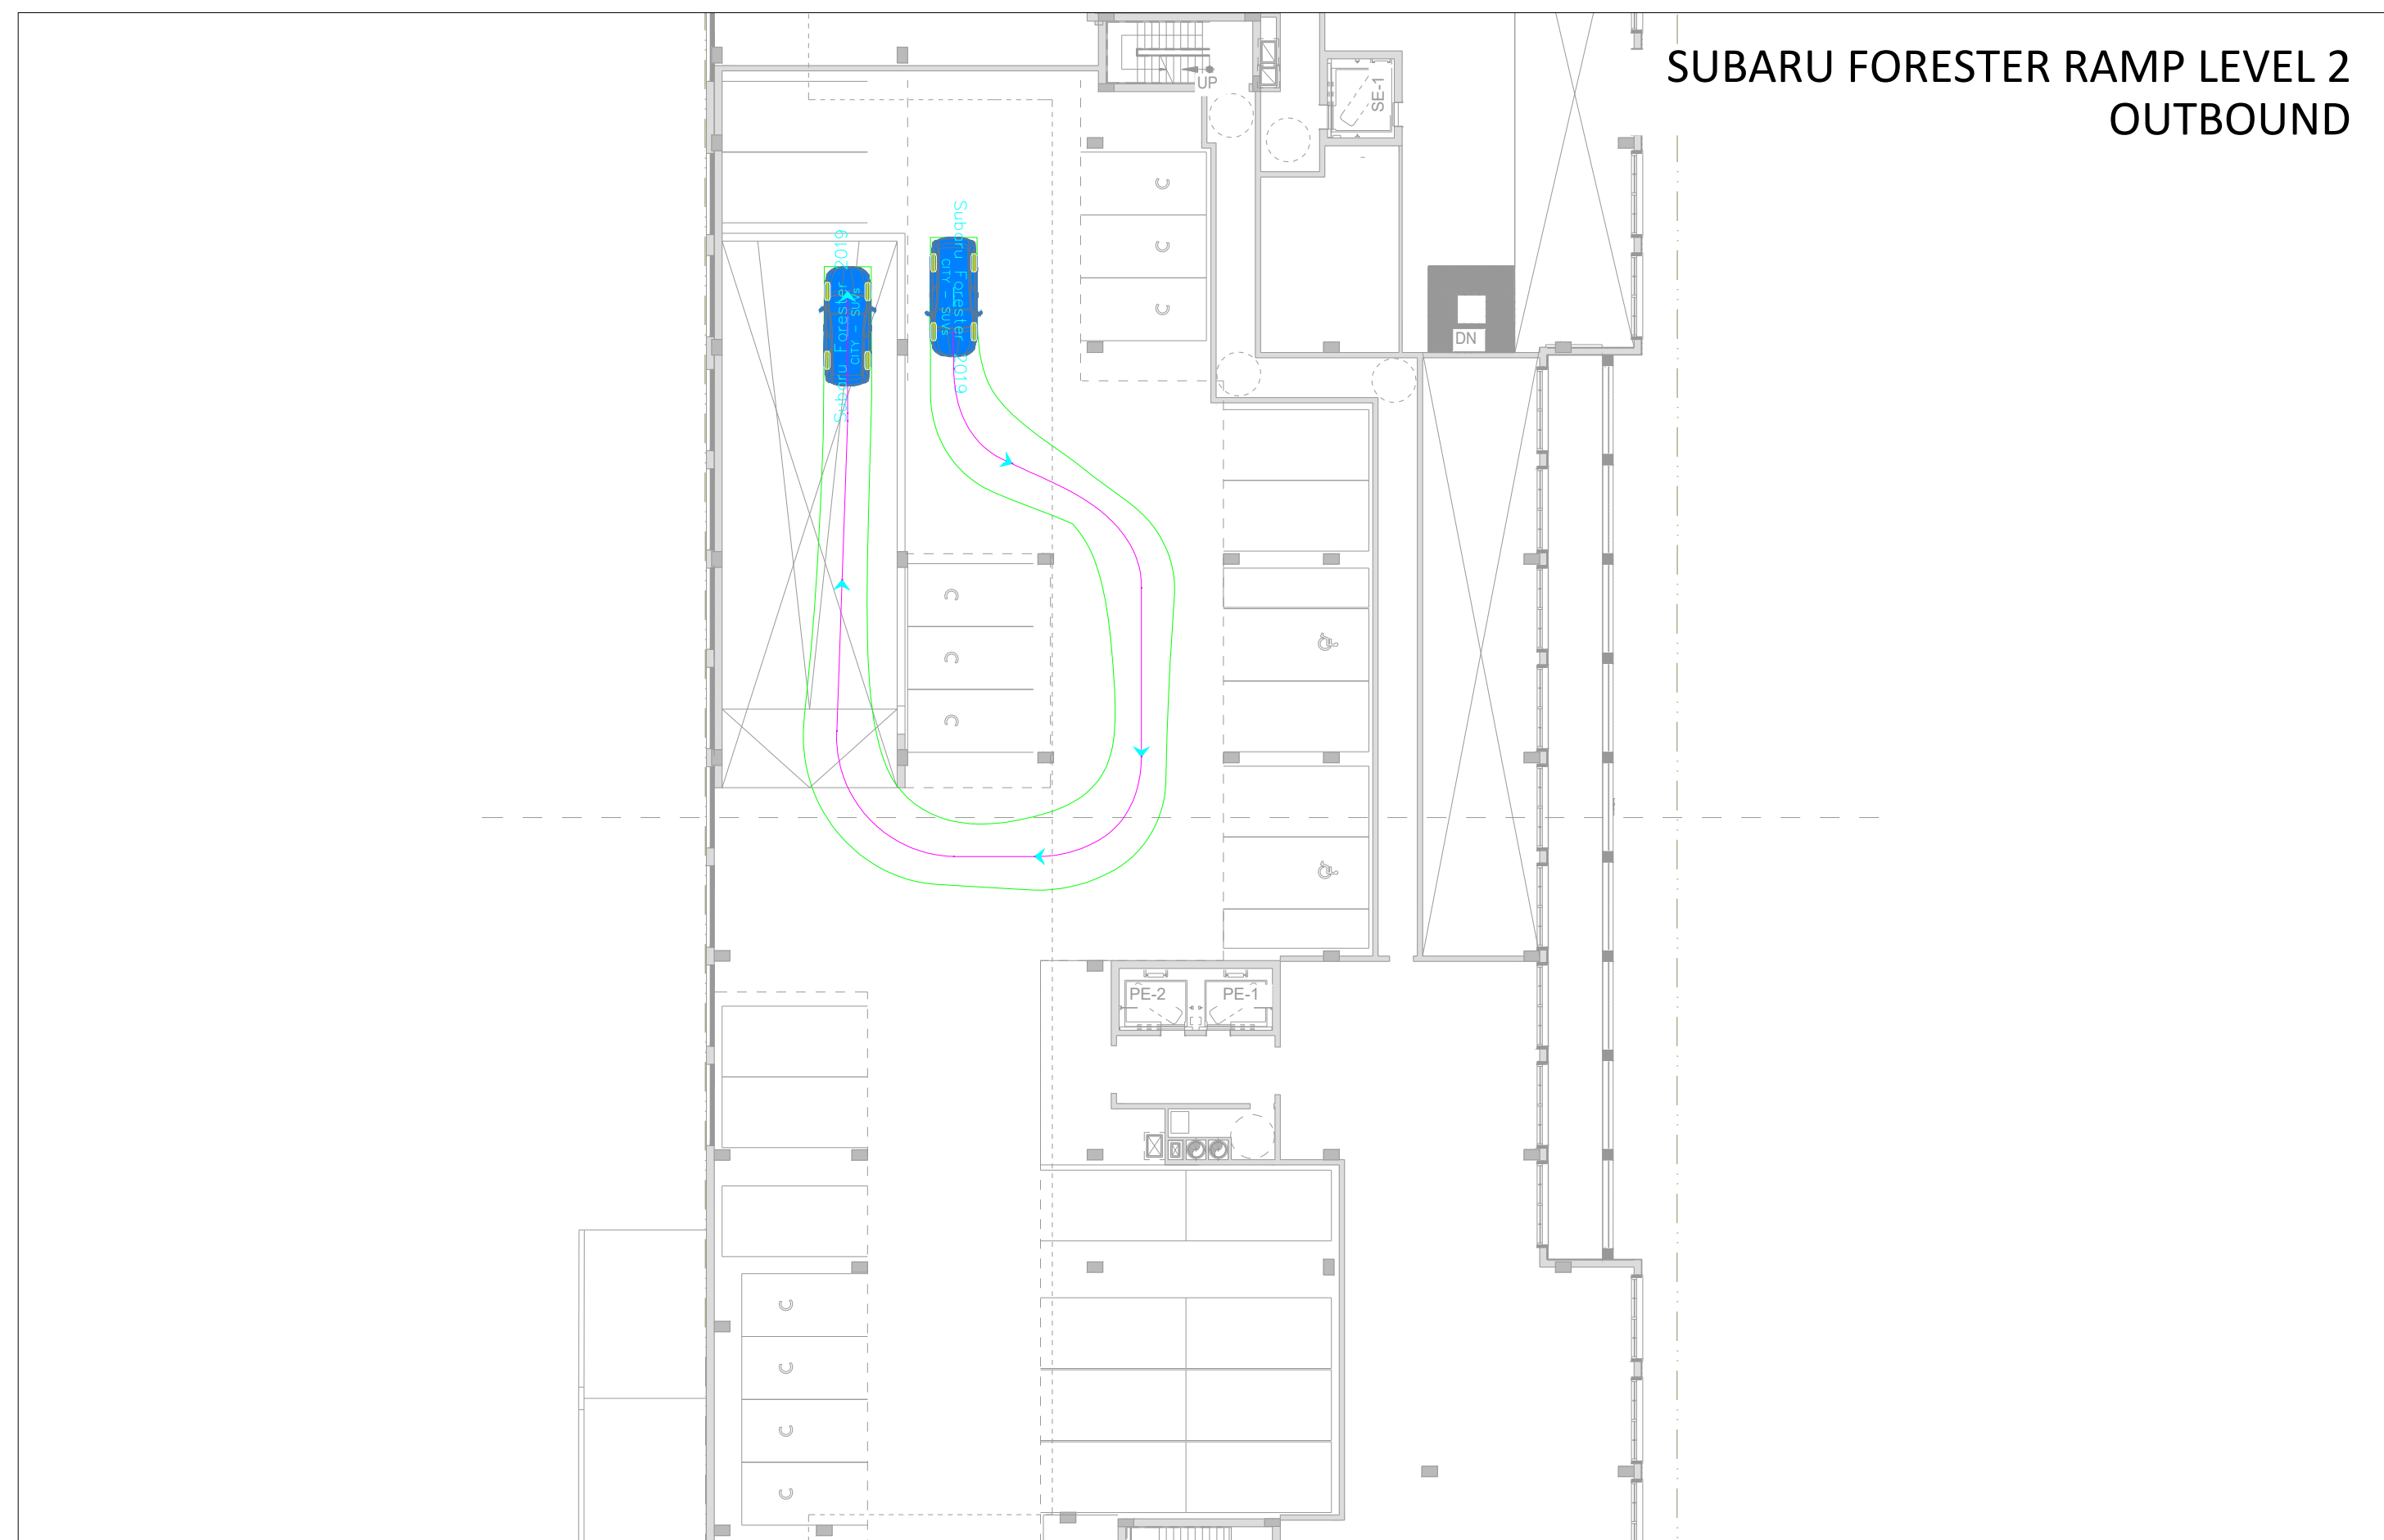 SUBARU FORESTER RAMP LEVEL 2
OUTBOUND
UP
SE-1
C
C
C
Subaru Forester 2019
CITY - SUVs
Subaru Forester 2019
CITY - SUVs
DN
C
C
C
PE-2
PE-1
C
C
C
C